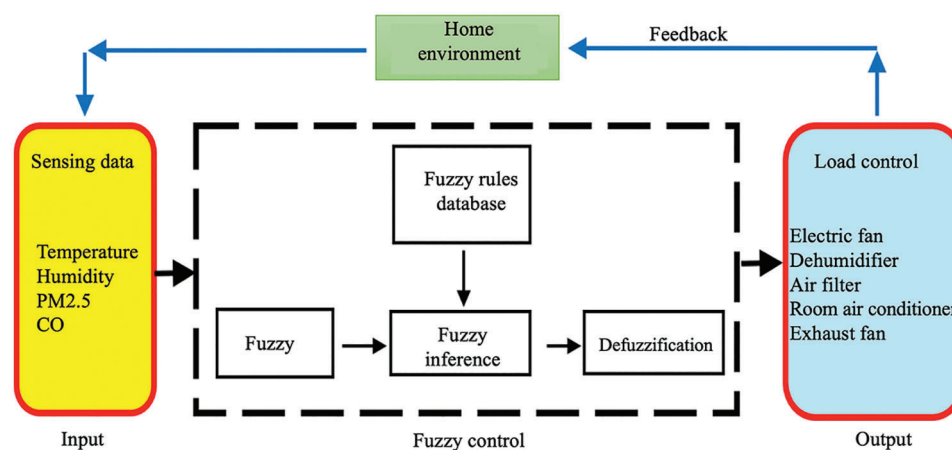 Home
environment
Feedback
Sensing data
Temperature
Humidity
PM2.5
CO
Input
Fuzzy rules
database
Fuzzy
Fuzzy
inference
Defuzzification
Fuzzy control
Load control
Electric fan
Dehumidifier
Air filter
Room air conditioner
Exhaust fan
Output